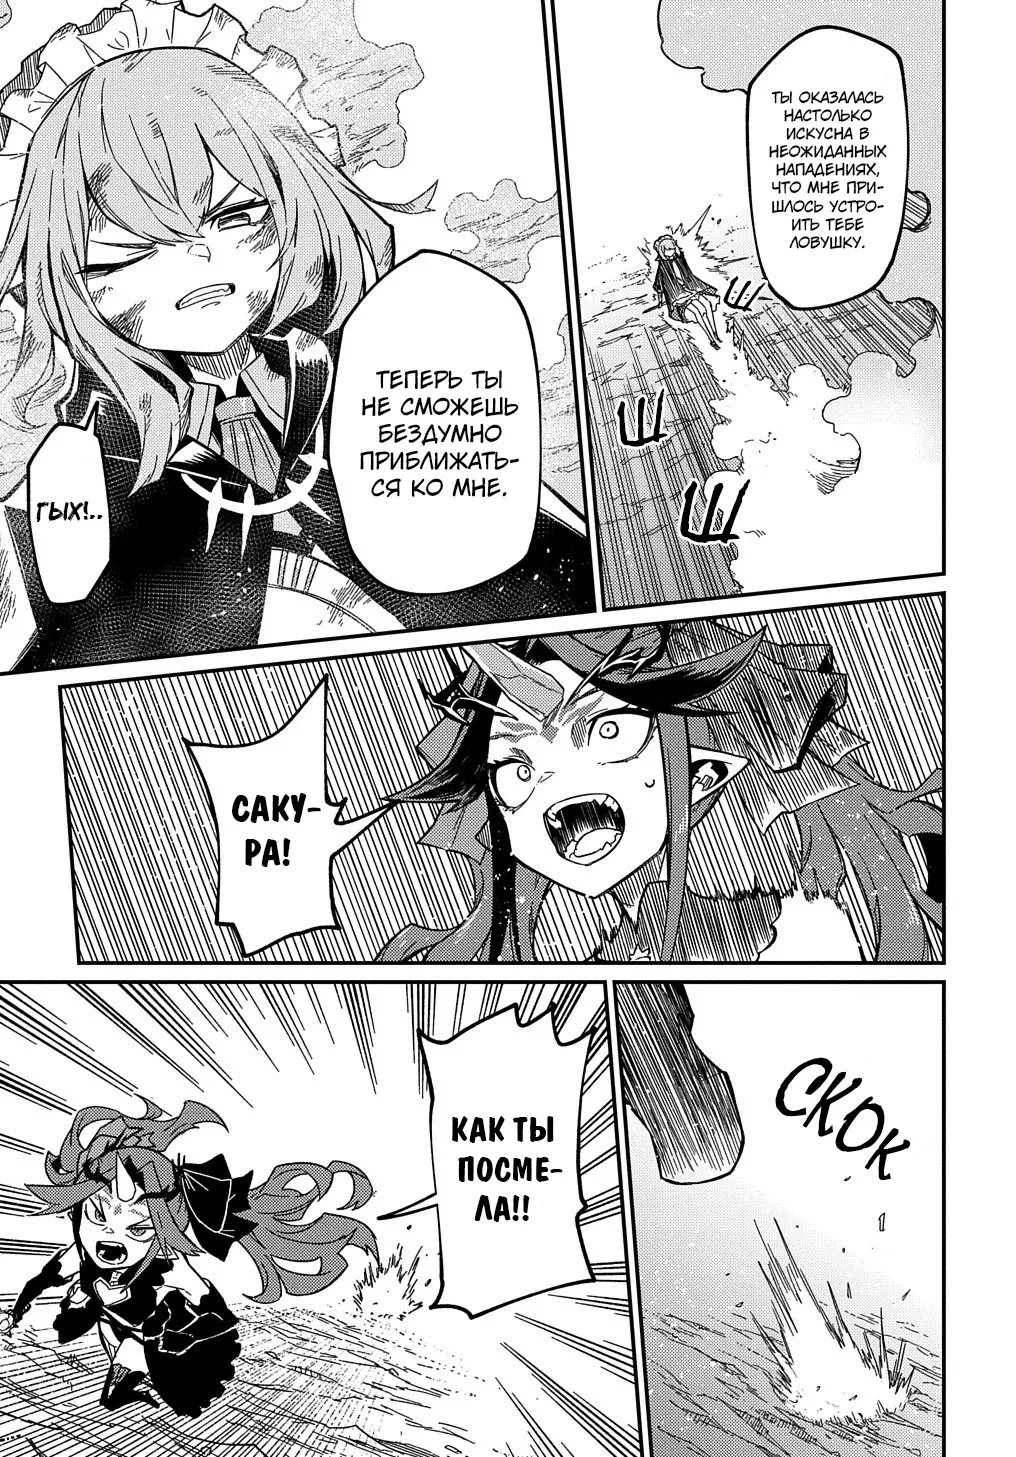 ТЫ ОКАЗАЛАСЬ
НАСТОЛЬКО
ИСКУСНА В
НЕОЖИДАННЫХ
НАПАДЕНИЯХ,
ЧТО МНЕ ПРИ-
ШЛОСЬ УСТРО-
ИТЬ ТЕБЕ
ЛОВУШКУ.
Ш
Ш
Ш
ТЕПЕРЬ ТЫ
НЕ СМОЖЕШЬ
БЕЗДУМНО
ПРИБЛИЖАТЬ-
СЯ КО МНЕ.
ГЫХ!..
САКУ-
РА!
СКОК
КАК ТЫ
ПОСМЕ-
ЛА!!